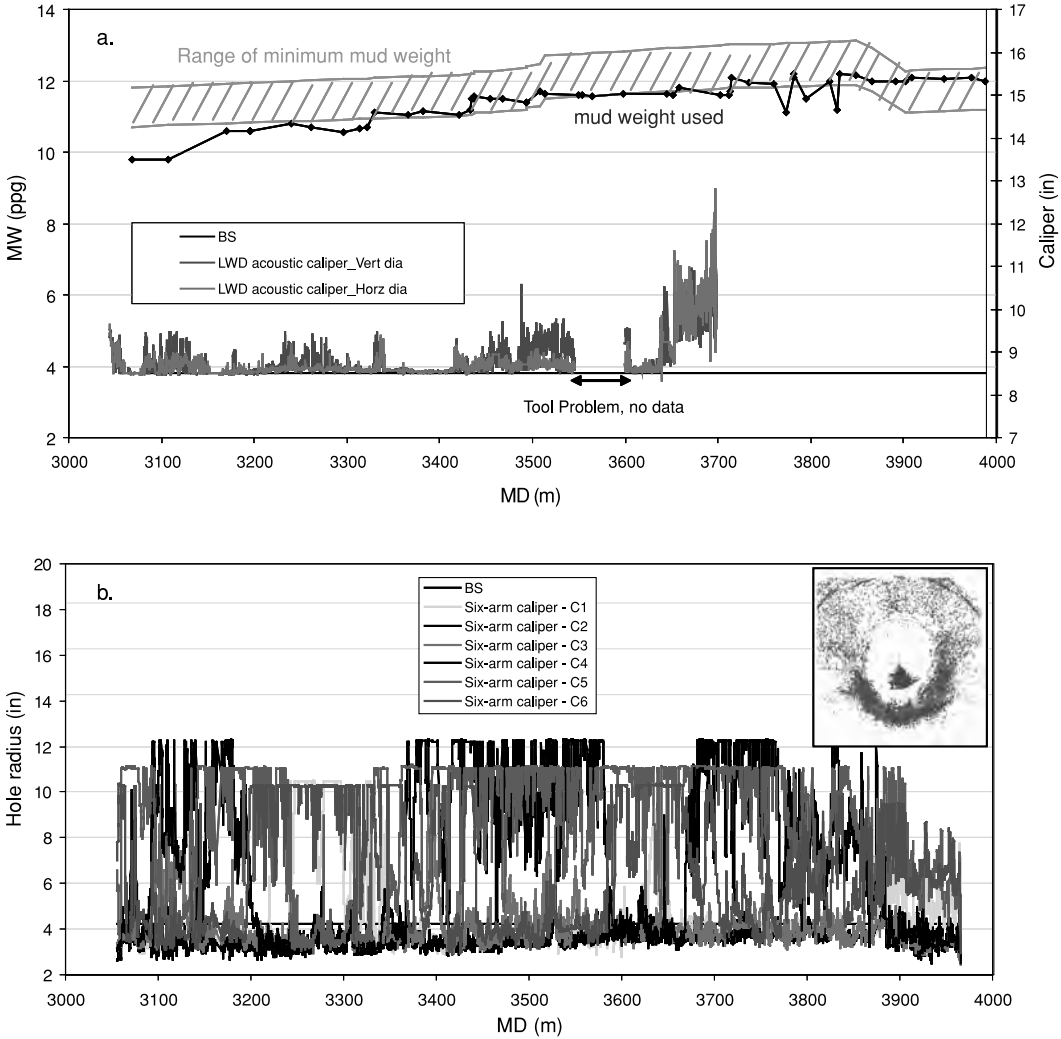 a.
Range of minimum mud weight
mud weight used
BS
LWD acoustic caliper_Vert dia
LWD acoustic caliper_Horz dia
Tool Problem, no data
MW (ppg)
14
12
10
8
6
4
2
Caliper (in)
17
16
15
14
13
12
11
10
9
8
7
3000 3100 3200 3300 3400 3500 3600 3700 3800 3900 4000
MD (m)
b.
BS
Six-arm caliper - C1
Six-arm caliper - C2
Six-arm caliper - C3
Six-arm caliper - C4
Six-arm caliper - C5
Six-arm caliper - C6
Hole radius (in)
20
18
16
14
12
10
8
6
4
2
3000 3100 3200 3300 3400 3500 3600 3700 3800 3900 4000
MD (m)